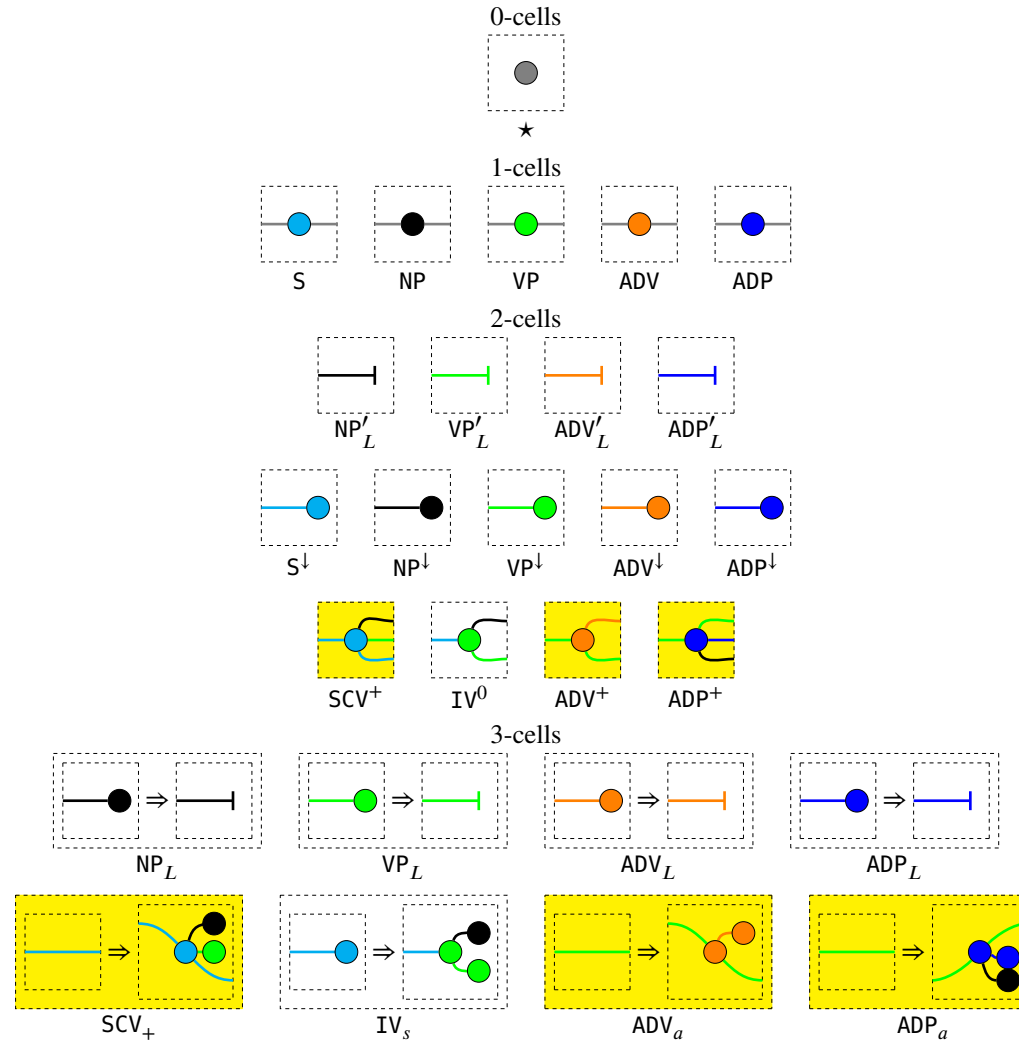 0-cells
⋆
1-cells
S NP VP ADV ADP
2-cells
NP′_L VP′_L ADV′_L ADP′_L
S↓ NP↓ VP↓ ADV↓ ADP↓
SCV⁺ IV⁰ ADV⁺ ADP⁺
3-cells
⇒ ⇒ ⇒ ⇒
NP_L VP_L ADV_L ADP_L
⇒ ⇒ ⇒ ⇒
SCV₊ IV_s ADV_a ADP_a